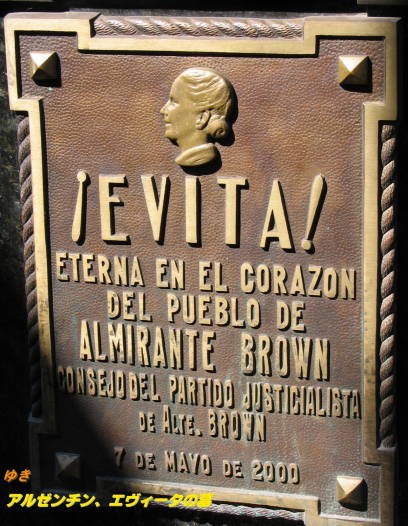 ¡EVITA!
ETERNA EN EL CORAZON
DEL PUEBLO DE
ALMIRANTE BROWN
CONSEJO DEL PARTIDO JUSTICIALISTA
DE ALTE. BROWN
7 DE MAYO DE 2000
ゆき
アルゼンチン、エヴィータの墓